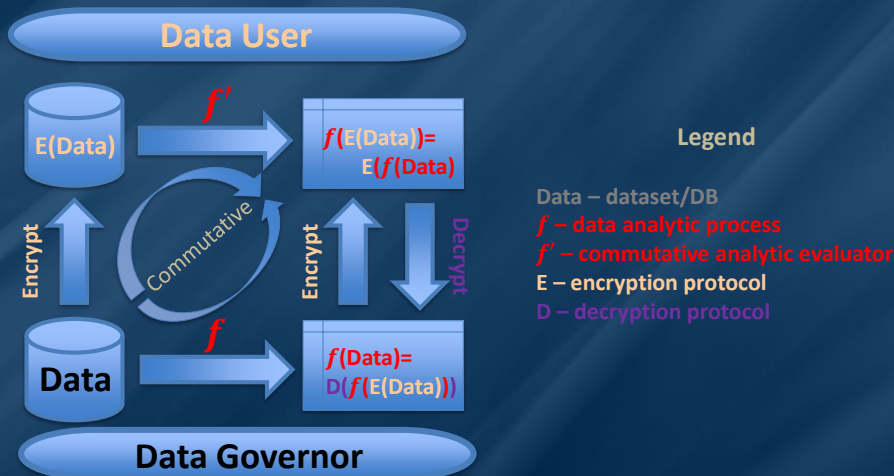 Data User
f′
E(Data)
f(E(Data))=
E(f(Data)
Encrypt
Commutative
Encrypt
Decrypt
f
Data
f(Data)=
D(f(E(Data)))
Data Governor
Legend
Data – dataset/DB
f – data analytic process
f′ – commutative analytic evaluator
E – encryption protocol
D – decryption protocol